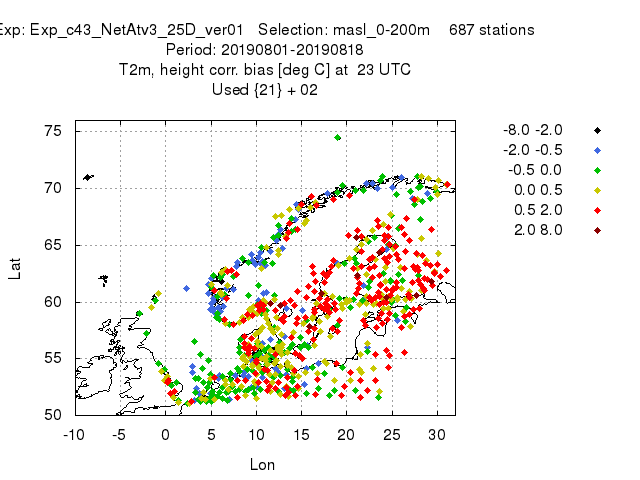 Exp: Exp_c43_NetAtv3_25D_ver01 Selection: masl_0-200m 687 stations
Period: 20190801-20190818
T2m, height corr. bias [deg C] at 23 UTC
Used {21} + 02
-8.0 -2.0
-2.0 -0.5
-0.5 0.0
0.0 0.5
0.5 2.0
2.0 8.0
75
70
65
60
55
50
Lat
-10 -5 0 5 10 15 20 25 30
Lon